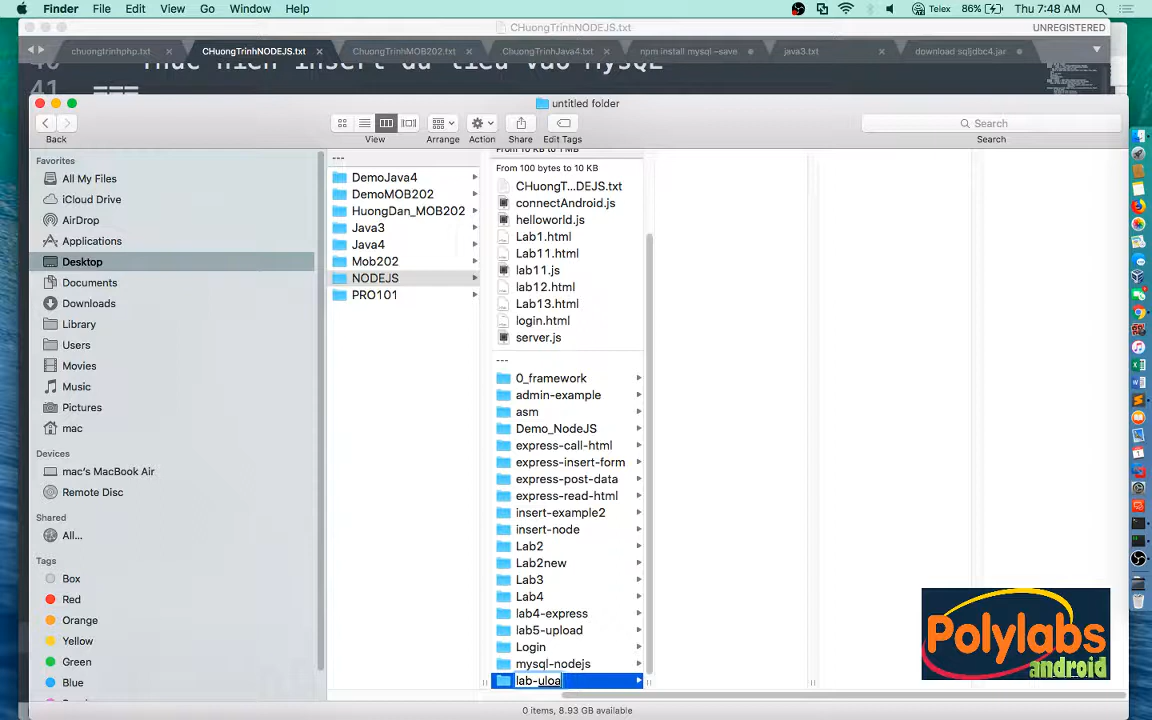 Finder File Edit View Go Window Help Telex 86% Thu 7:48 AM
CHuongTrinhNODEJS.txt UNREGISTERED
chuongtrinhphp.txt CHuongTrinhNODEJS.txt ChuongTrinhMOB202.txt ChuongTrinhJava4.txt npm install mysql --save java3.txt download sqljdbc4.jar
41 ===
untitled folder
Search
Back View Arrange Action Share Edit Tags Search
Favorites
All My Files
iCloud Drive
AirDrop
Applications
Desktop
Documents
Downloads
Library
Users
Movies
Music
Pictures
mac
Devices
mac's MacBook Air
Remote Disc
Shared
All...
Tags
Box
Red
Orange
Yellow
Green
Blue
---
DemoJava4
DemoMOB202
HuongDan_MOB202
Java3
Java4
Mob202
NODEJS
PRO101
From 10 KB to 1 MB
From 100 bytes to 10 KB
CHuongT...DEJS.txt
connectAndroid.js
helloworld.js
Lab1.html
Lab11.html
lab11.js
lab12.html
Lab13.html
login.html
server.js
---
0_framework
admin-example
asm
Demo_NodeJS
express-call-html
express-insert-form
express-post-data
express-read-html
insert-example2
insert-node
Lab2
Lab2new
Lab3
Lab4
lab4-express
lab5-upload
Login
mysql-nodejs
lab-uloa
Polylabs
android
0 items, 8.93 GB available